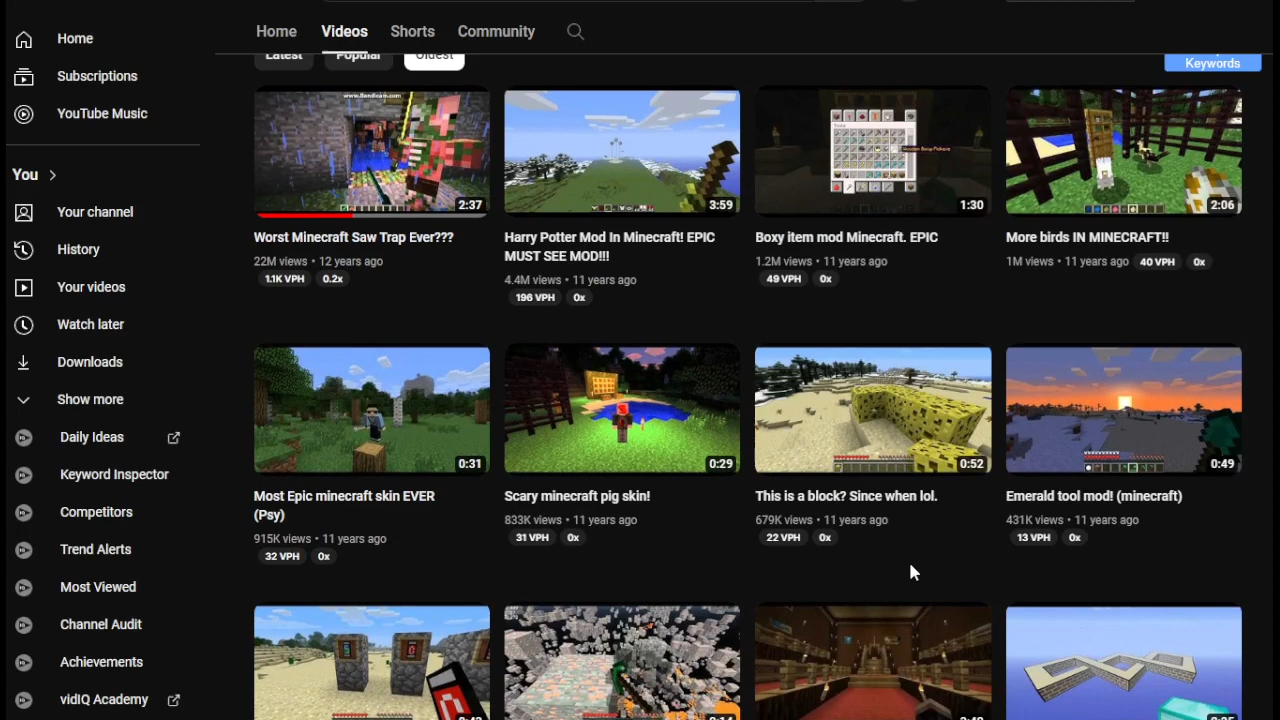 Home
Videos
Shorts
Community
Latest
Popular
Oldest
Keywords
Home
Subscriptions
YouTube Music
You
Your channel
History
Your videos
Watch later
Downloads
Show more
Daily Ideas
Keyword Inspector
Competitors
Trend Alerts
Most Viewed
Channel Audit
Achievements
vidIQ Academy
www.Bandicam.com
2:37
Worst Minecraft Saw Trap Ever???
22M views • 12 years ago
1.1K VPH 0.2x
3:59
Harry Potter Mod In Minecraft! EPIC
MUST SEE MOD!!!
4.4M views • 11 years ago
196 VPH 0x
1:30
Boxy item mod Minecraft. EPIC
1.2M views • 11 years ago
49 VPH 0x
2:06
More birds IN MINECRAFT!!
1M views • 11 years ago 40 VPH 0x
0:31
Most Epic minecraft skin EVER
(Psy)
915K views • 11 years ago
32 VPH 0x
0:29
Scary minecraft pig skin!
833K views • 11 years ago
31 VPH 0x
0:52
This is a block? Since when lol.
679K views • 11 years ago
22 VPH 0x
0:49
Emerald tool mod! (minecraft)
431K views • 11 years ago
13 VPH 0x